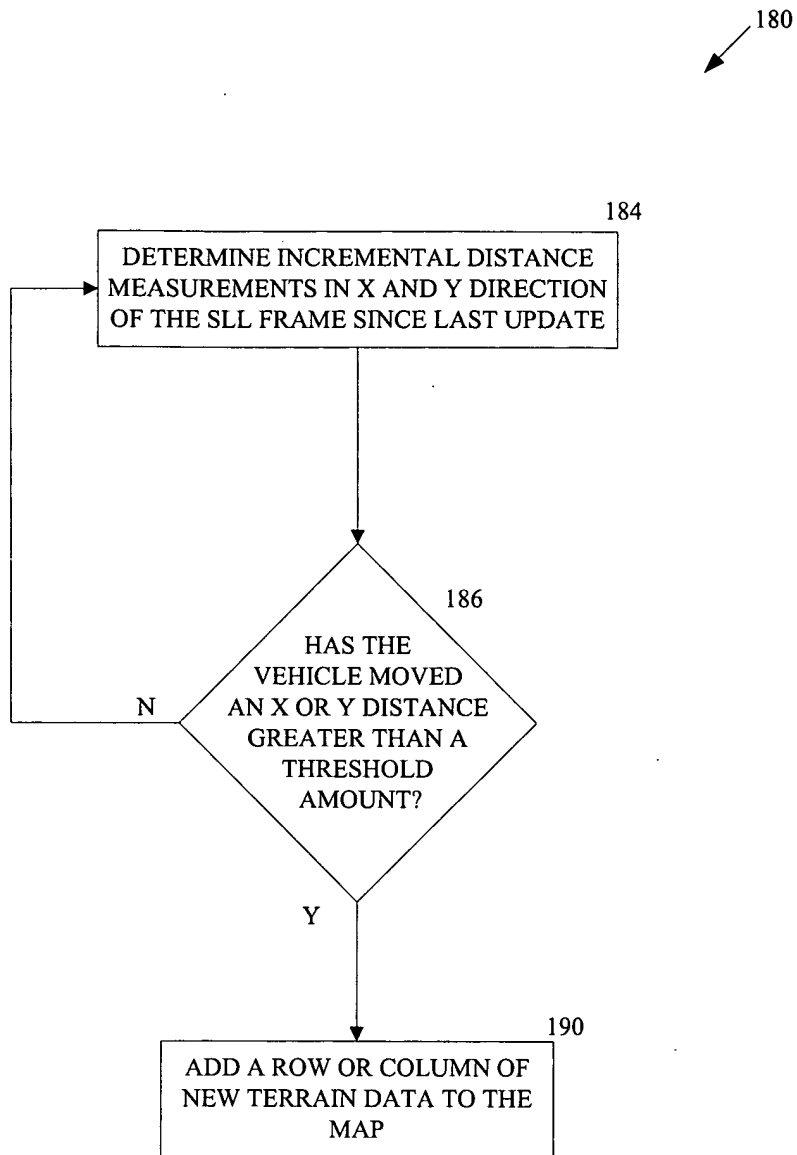 180
184
DETERMINE INCREMENTAL DISTANCE
MEASUREMENTS IN X AND Y DIRECTION
OF THE SLL FRAME SINCE LAST UPDATE
186
HAS THE
VEHICLE MOVED
AN X OR Y DISTANCE
GREATER THAN A
THRESHOLD
AMOUNT?
N
Y
190
ADD A ROW OR COLUMN OF
NEW TERRAIN DATA TO THE
MAP